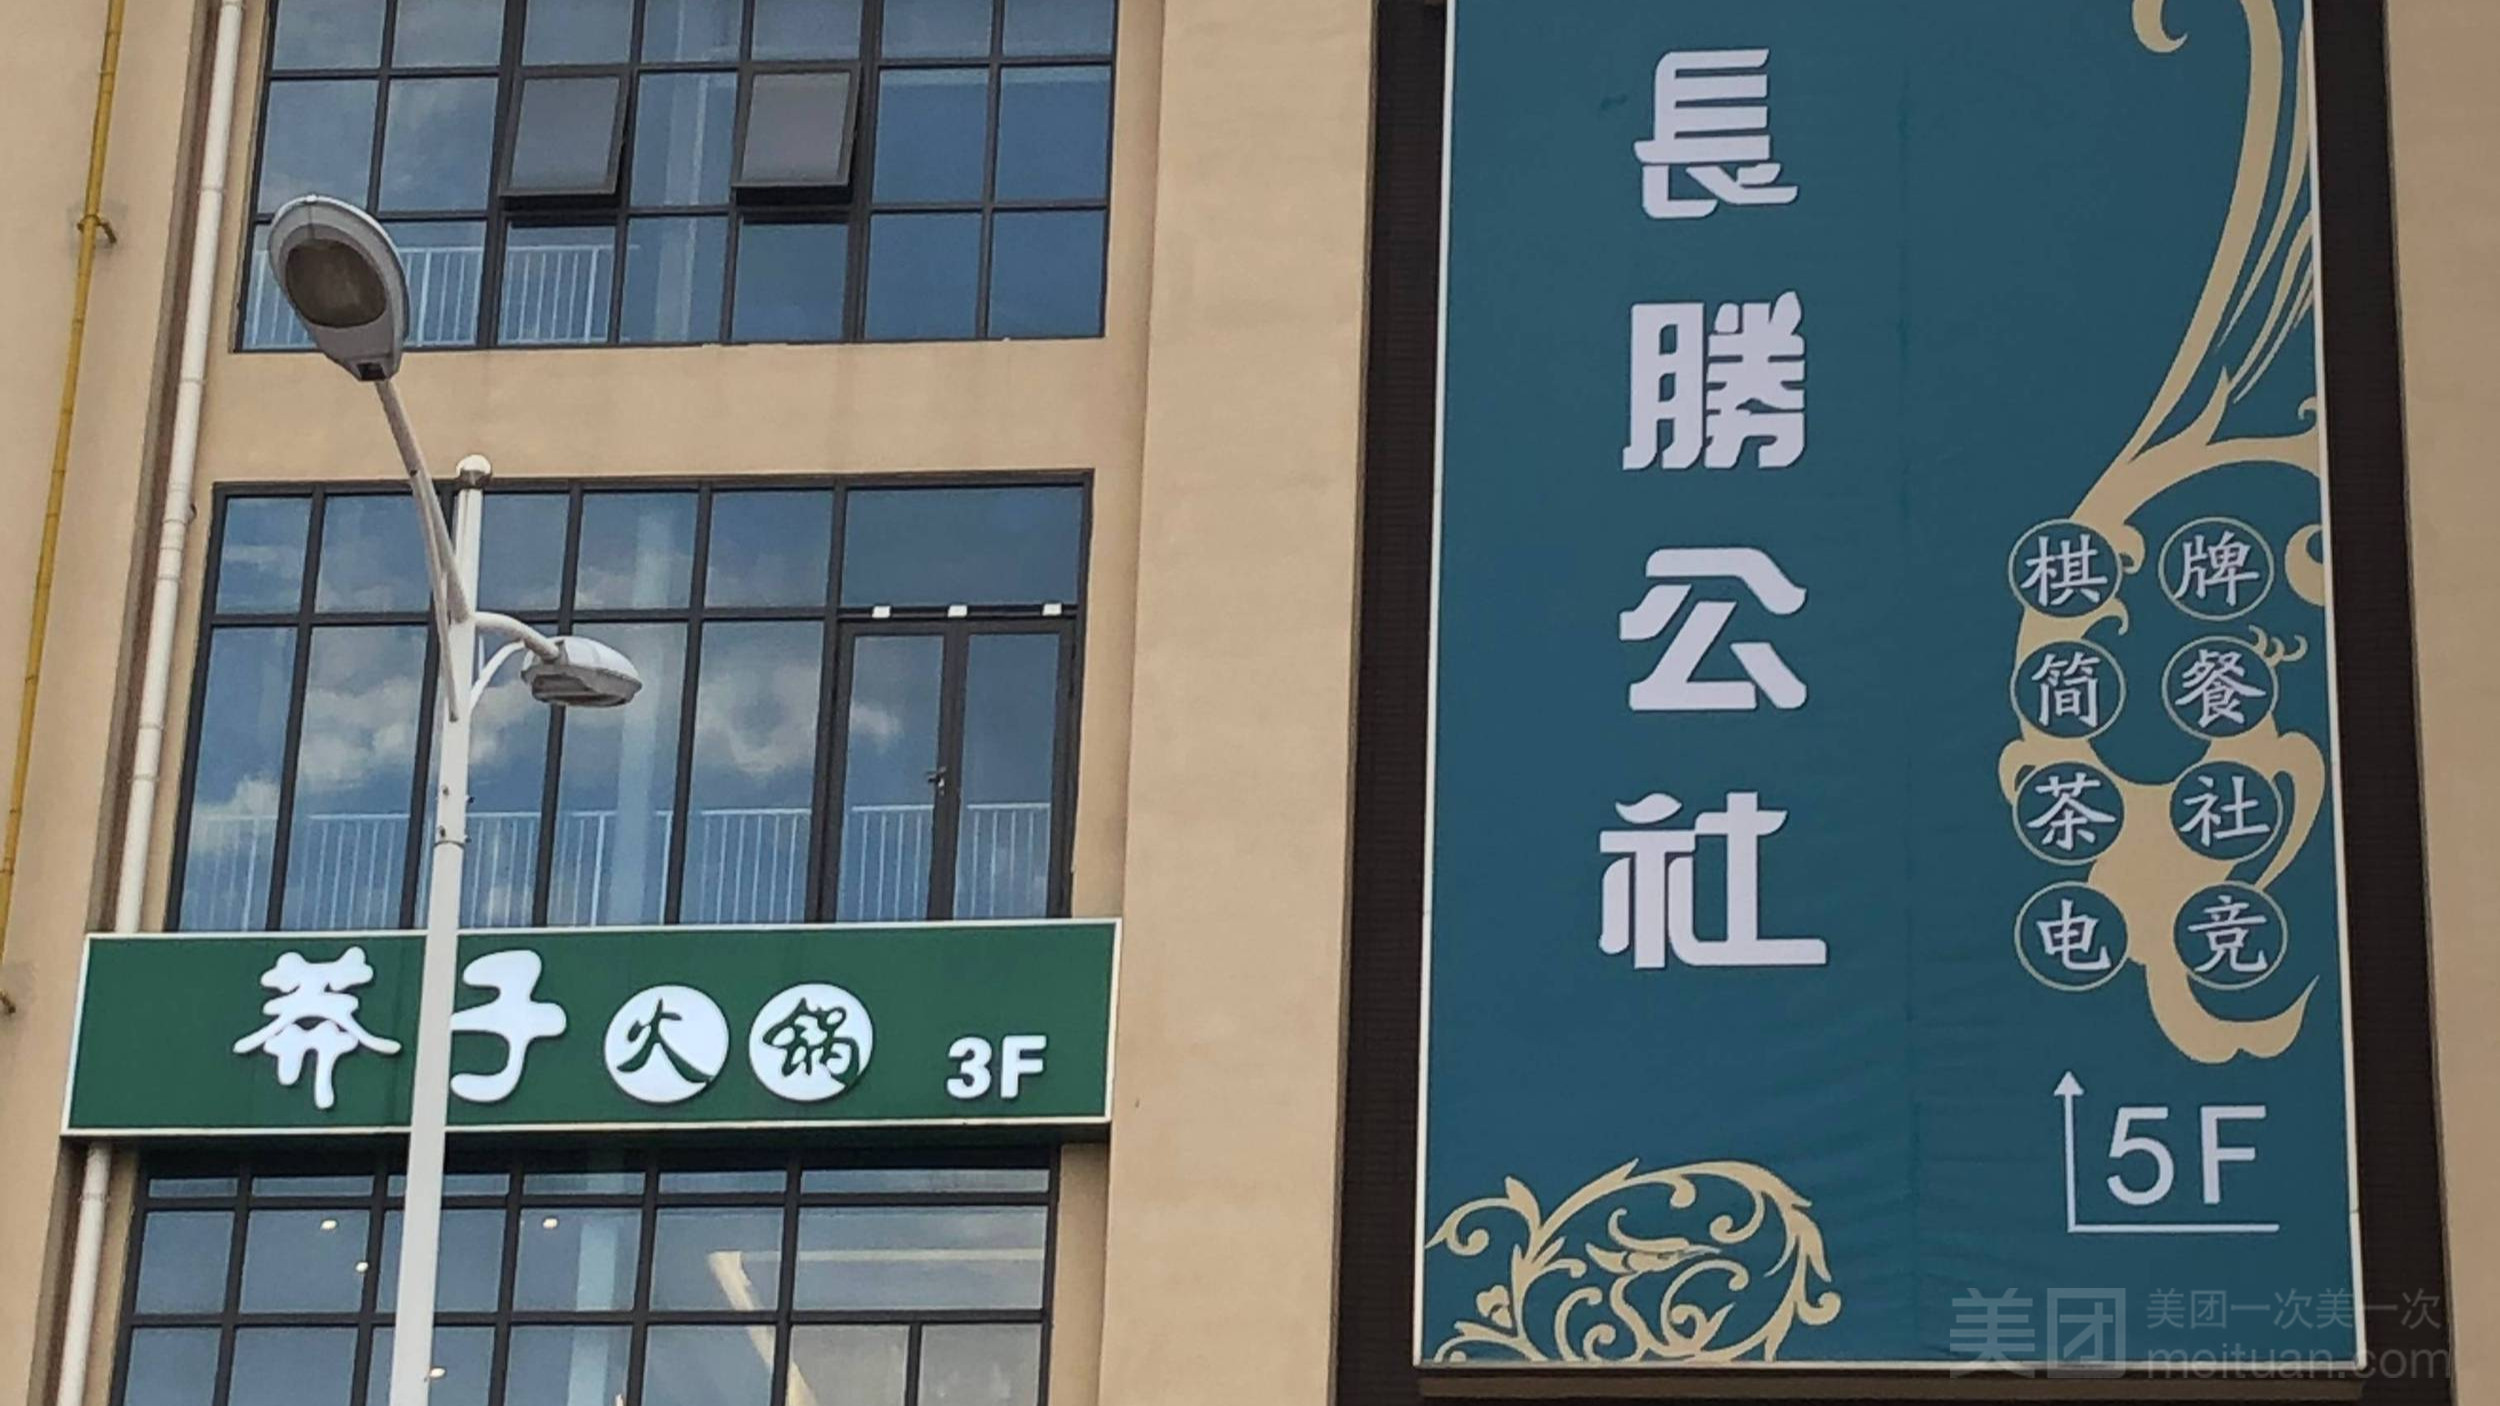 莽子火锅 3F
長勝公社
棋牌
简餐
茶社
电竞
5F
美团 美团一次美一次
meituan.com